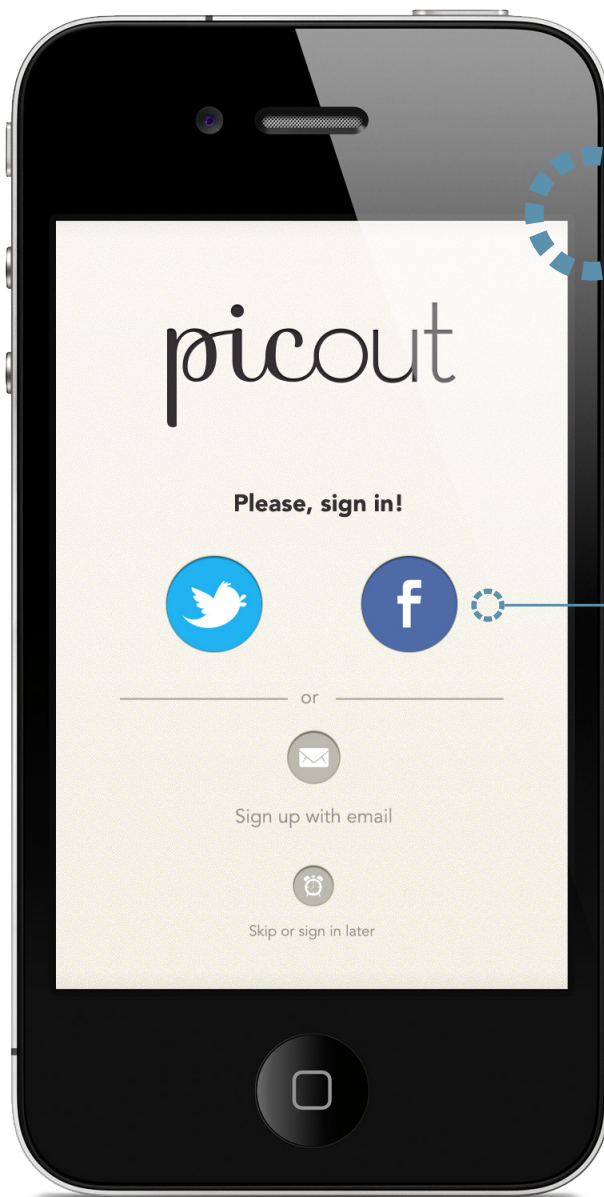 picout
Please, sign in!
or
Sign up with email
Skip or sign in later